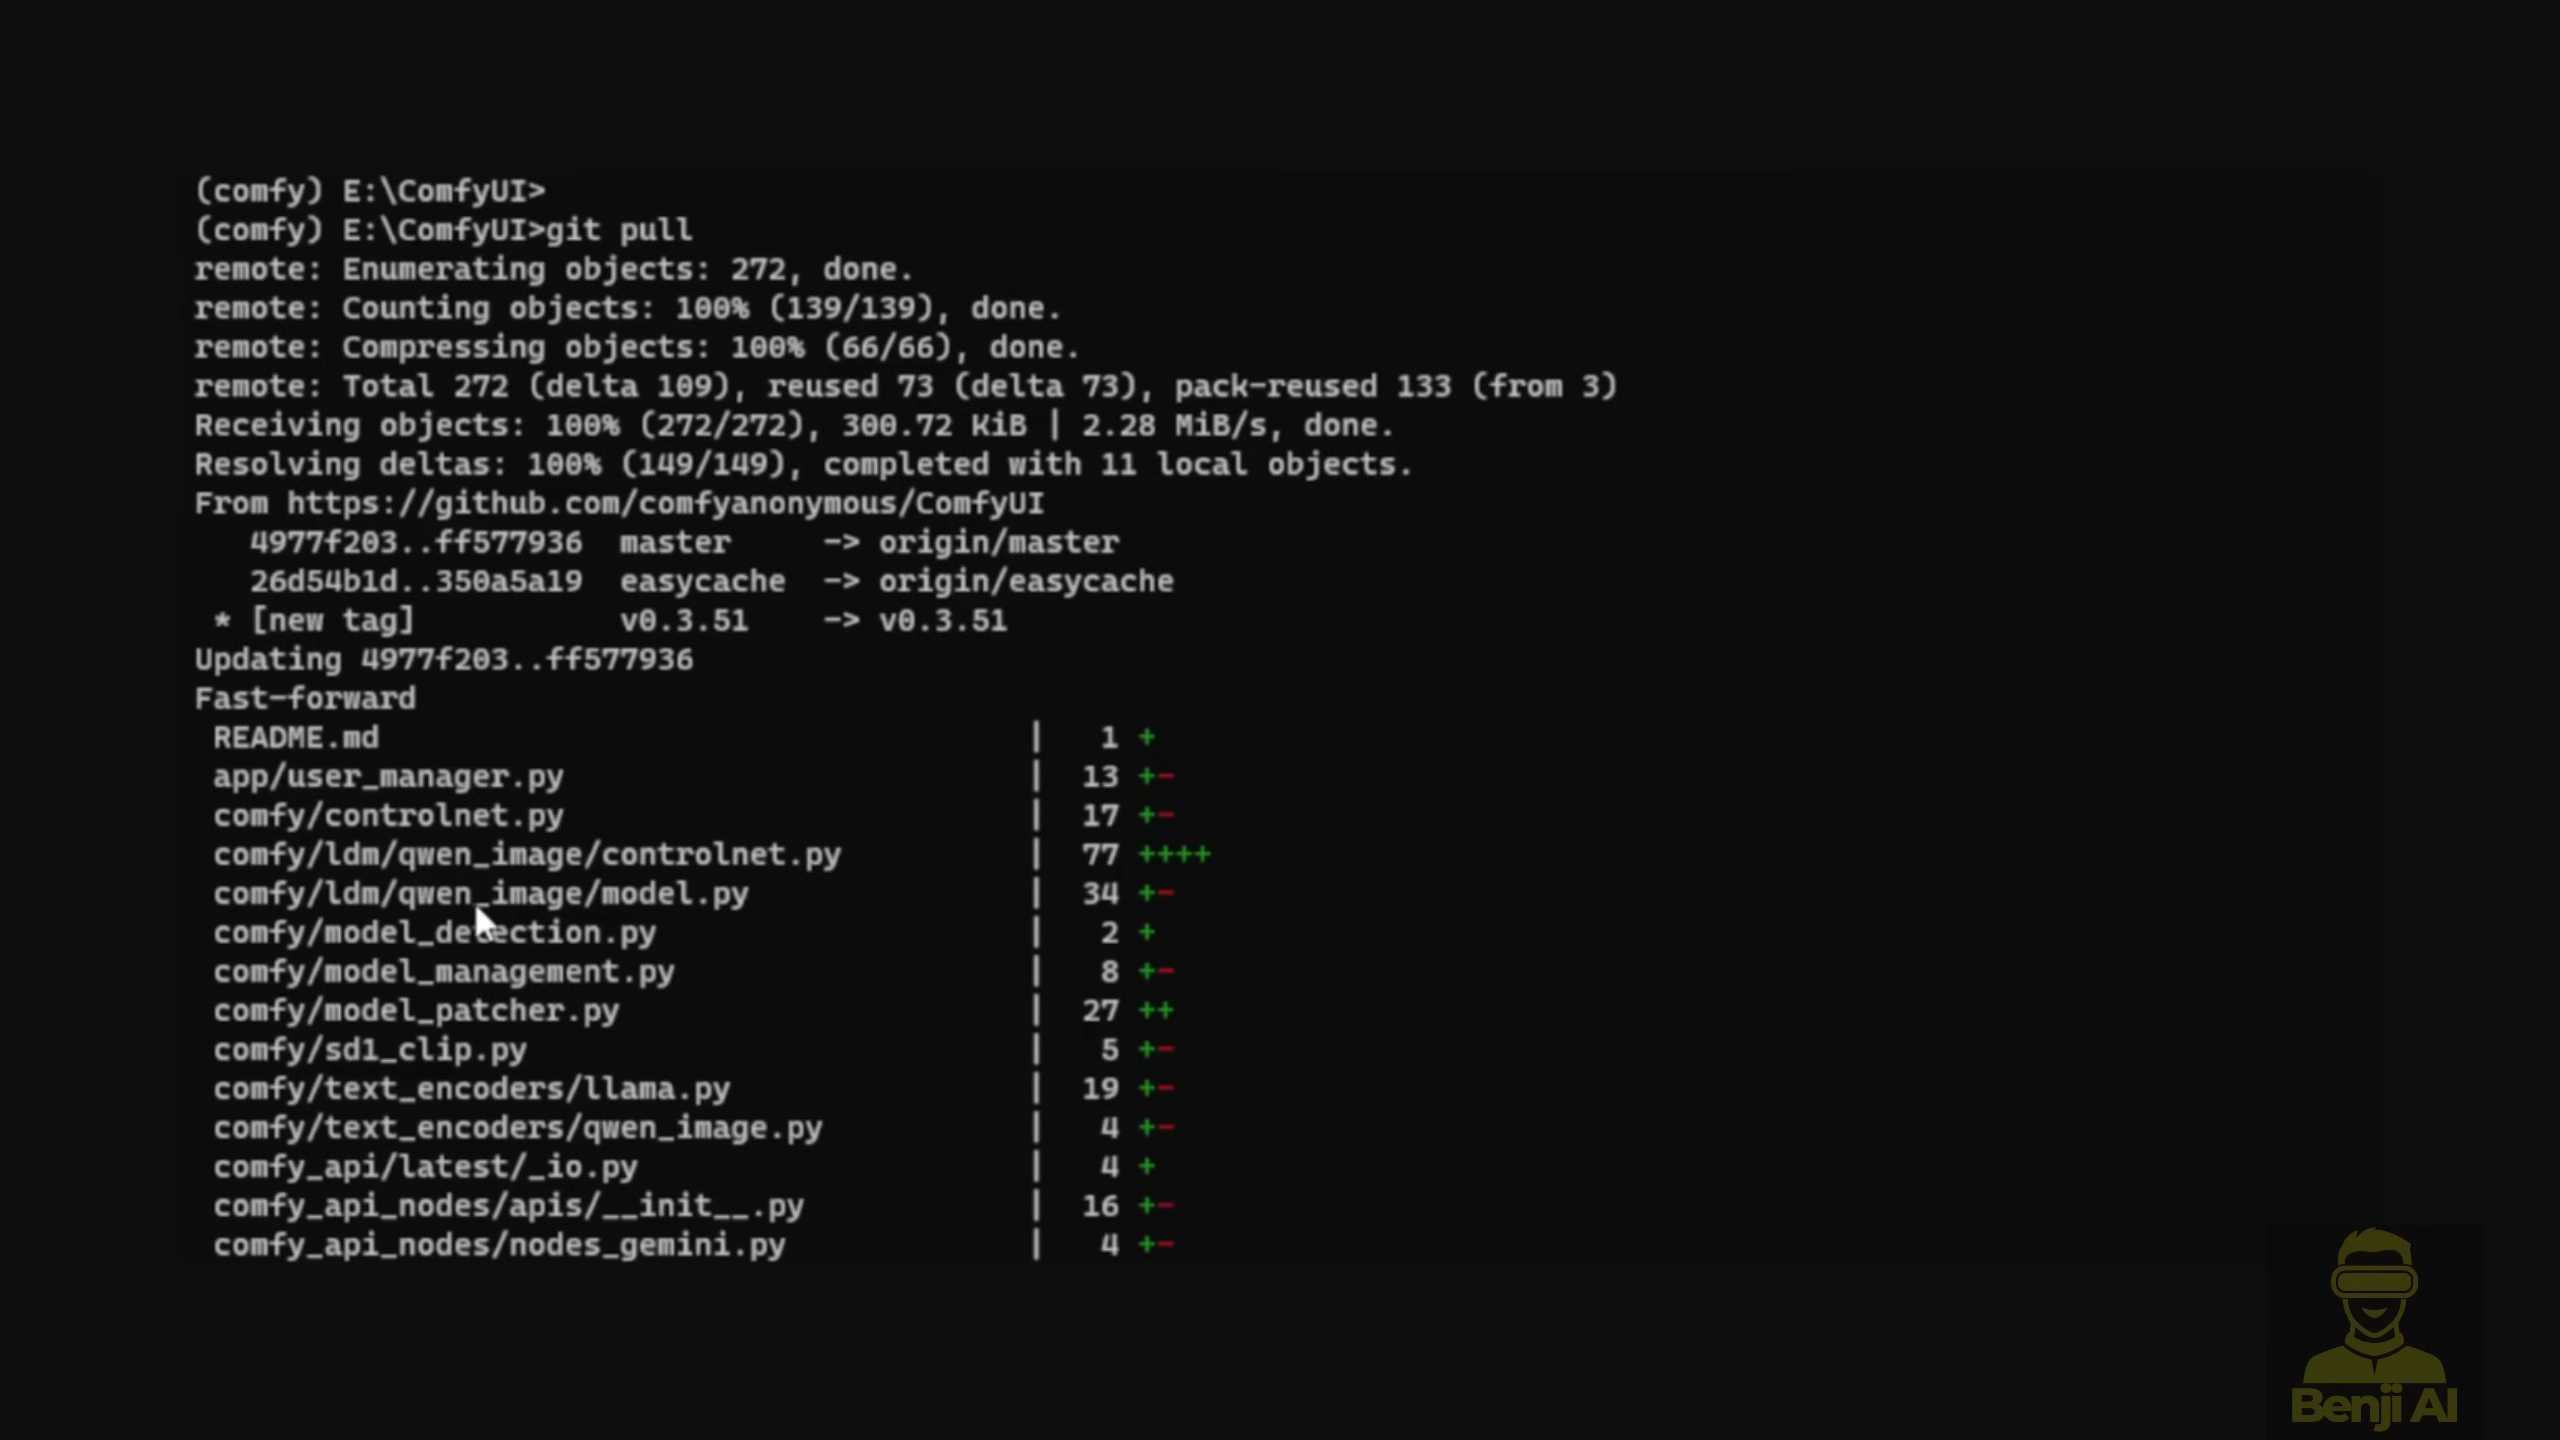 (comfy) E:\ComfyUI>
(comfy) E:\ComfyUI>git pull
remote: Enumerating objects: 272, done.
remote: Counting objects: 100% (139/139), done.
remote: Compressing objects: 100% (66/66), done.
remote: Total 272 (delta 109), reused 73 (delta 73), pack-reused 133 (from 3)
Receiving objects: 100% (272/272), 300.72 KiB | 2.28 MiB/s, done.
Resolving deltas: 100% (149/149), completed with 11 local objects.
From https://github.com/comfyanonymous/ComfyUI
   4977f203..ff577936  master     -> origin/master
   26d54b1d..350a5a19  easycache  -> origin/easycache
 * [new tag]           v0.3.51    -> v0.3.51
Updating 4977f203..ff577936
Fast-forward
 README.md                                   |   1 +
 app/user_manager.py                         |  13 +-
 comfy/controlnet.py                         |  17 +-
 comfy/ldm/qwen_image/controlnet.py          |  77 ++++
 comfy/ldm/qwen_image/model.py               |  34 +-
 comfy/model_detection.py                    |   2 +
 comfy/model_management.py                   |   8 +-
 comfy/model_patcher.py                      |  27 ++
 comfy/sd1_clip.py                           |   5 +-
 comfy/text_encoders/llama.py                |  19 +-
 comfy/text_encoders/qwen_image.py           |   4 +-
 comfy_api/latest/_io.py                     |   4 +
 comfy_api_nodes/apis/__init__.py            |  16 +-
 comfy_api_nodes/nodes_gemini.py             |   4 +-
Benji AI